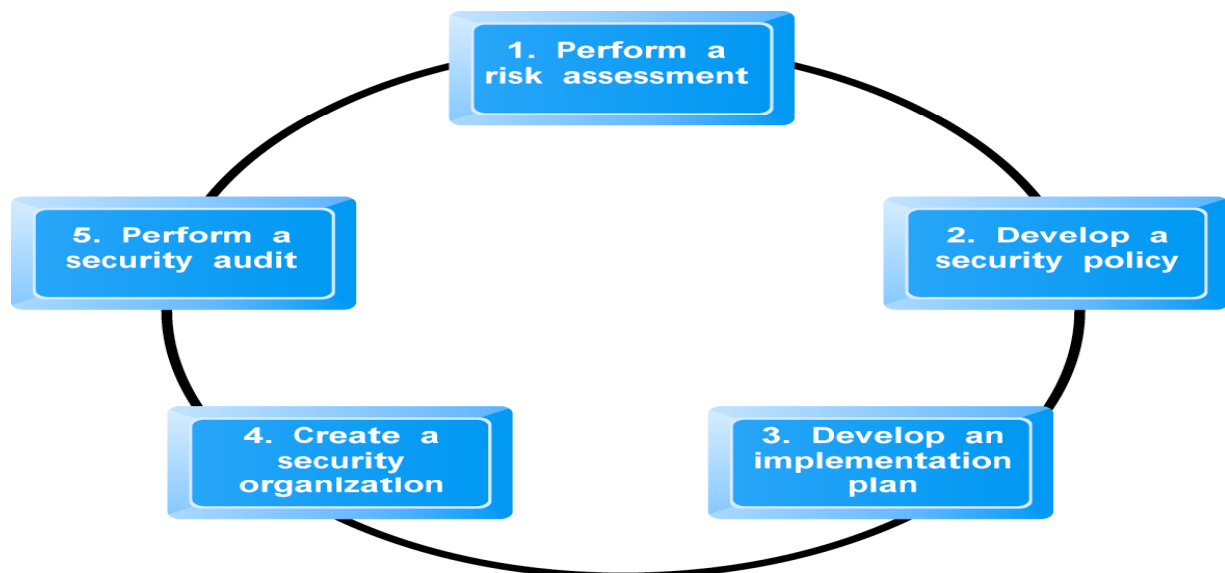 1. Perform a
risk assessment
2. Develop a
security policy
3. Develop an
implementation
plan
4. Create a
security
organization
5. Perform a
security audit